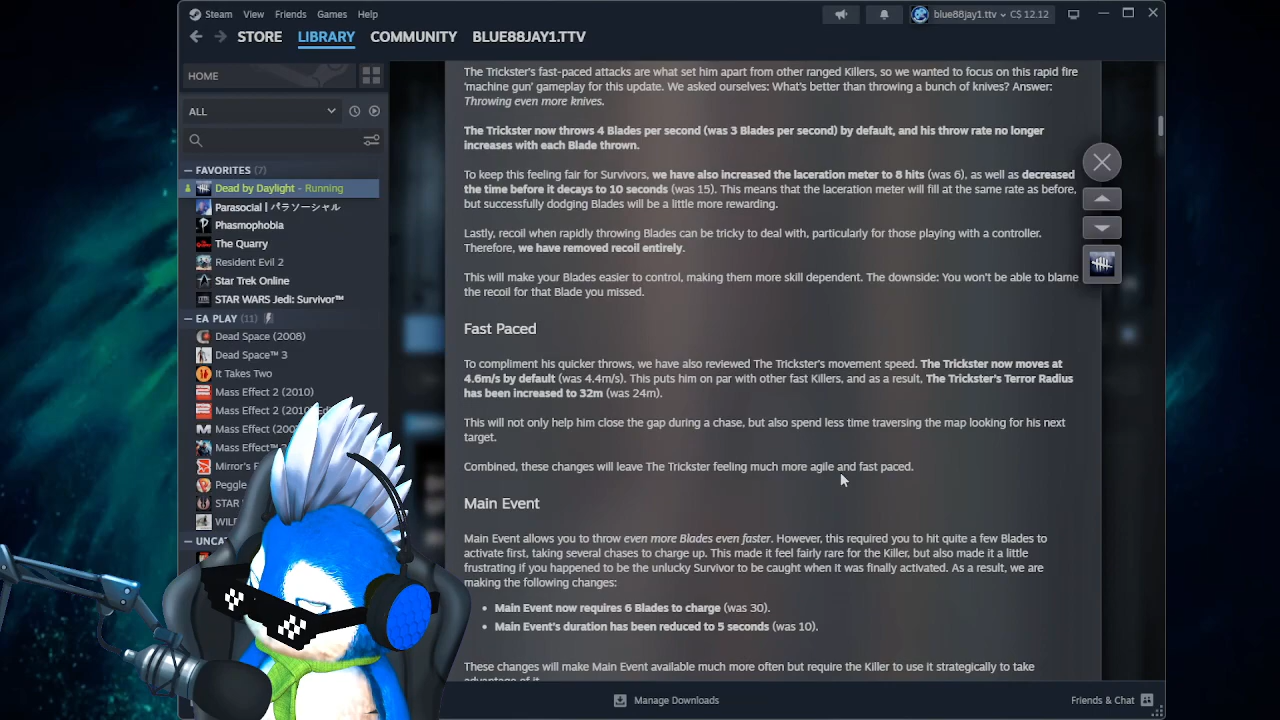 Steam View Friends Games Help
blue88jay1.ttv C$ 12.12
STORE LIBRARY COMMUNITY BLUE88JAY1.TTV
HOME
ALL
— FAVORITES (7)
Dead by Daylight - Running
Parasocial | パラソーシャル
Phasmophobia
The Quarry
Resident Evil 2
Star Trek Online
STAR WARS Jedi: Survivor™
— EA PLAY (11)
Dead Space (2008)
Dead Space™ 3
It Takes Two
Mass Effect 2 (2010)
Mass Effect 2 (2010) Ed
Mass Effect (200
Mass Effect™
Mirror's
Peggle
STAR
WILD
— UNCAT
The Trickster's fast-paced attacks are what set him apart from other ranged Killers, so we wanted to focus on this rapid fire
'machine gun' gameplay for this update. We asked ourselves: What's better than throwing a bunch of knives? Answer:
Throwing even more knives.
The Trickster now throws 4 Blades per second (was 3 Blades per second) by default, and his throw rate no longer
increases with each Blade thrown.
To keep this feeling fair for Survivors, we have also increased the laceration meter to 8 hits (was 6), as well as decreased
the time before it decays to 10 seconds (was 15). This means that the laceration meter will fill at the same rate as before,
but successfully dodging Blades will be a little more rewarding.
Lastly, recoil when rapidly throwing Blades can be tricky to deal with, particularly for those playing with a controller.
Therefore, we have removed recoil entirely.
This will make your Blades easier to control, making them more skill dependent. The downside: You won't be able to blame
the recoil for that Blade you missed.
Fast Paced
To compliment his quicker throws, we have also reviewed The Trickster's movement speed. The Trickster now moves at
4.6m/s by default (was 4.4m/s). This puts him on par with other fast Killers, and as a result, The Trickster's Terror Radius
has been increased to 32m (was 24m).
This will not only help him close the gap during a chase, but also spend less time traversing the map looking for his next
target.
Combined, these changes will leave The Trickster feeling much more agile and fast paced.
Main Event
Main Event allows you to throw even more Blades even faster. However, this required you to hit quite a few Blades to
activate first, taking several chases to charge up. This made it feel fairly rare for the Killer, but also made it a little
frustrating if you happened to be the unlucky Survivor to be caught when it was finally activated. As a result, we are
making the following changes:
• Main Event now requires 6 Blades to charge (was 30).
• Main Event's duration has been reduced to 5 seconds (was 10).
These changes will make Main Event available much more often but require the Killer to use it strategically to take
advantage of it.
Manage Downloads
Friends & Chat